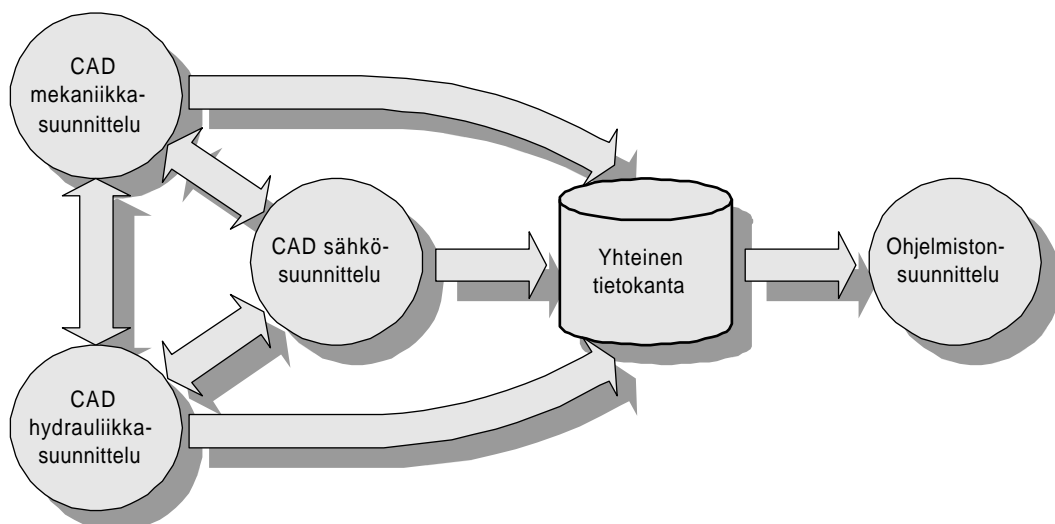 CAD
mekaniikka-
suunnittelu
CAD sähkö-
suunnittelu
Yhteinen
tietokanta
Ohjelmiston-
suunnittelu
CAD
hydrauliikka-
suunnittelu